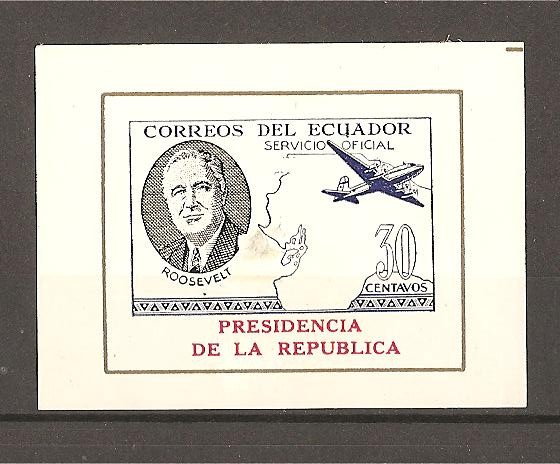 CORREOS DEL ECUADOR
SERVICIO OFICIAL
ROOSEVELT
30
CENTAVOS
PRESIDENCIA
DE LA REPUBLICA